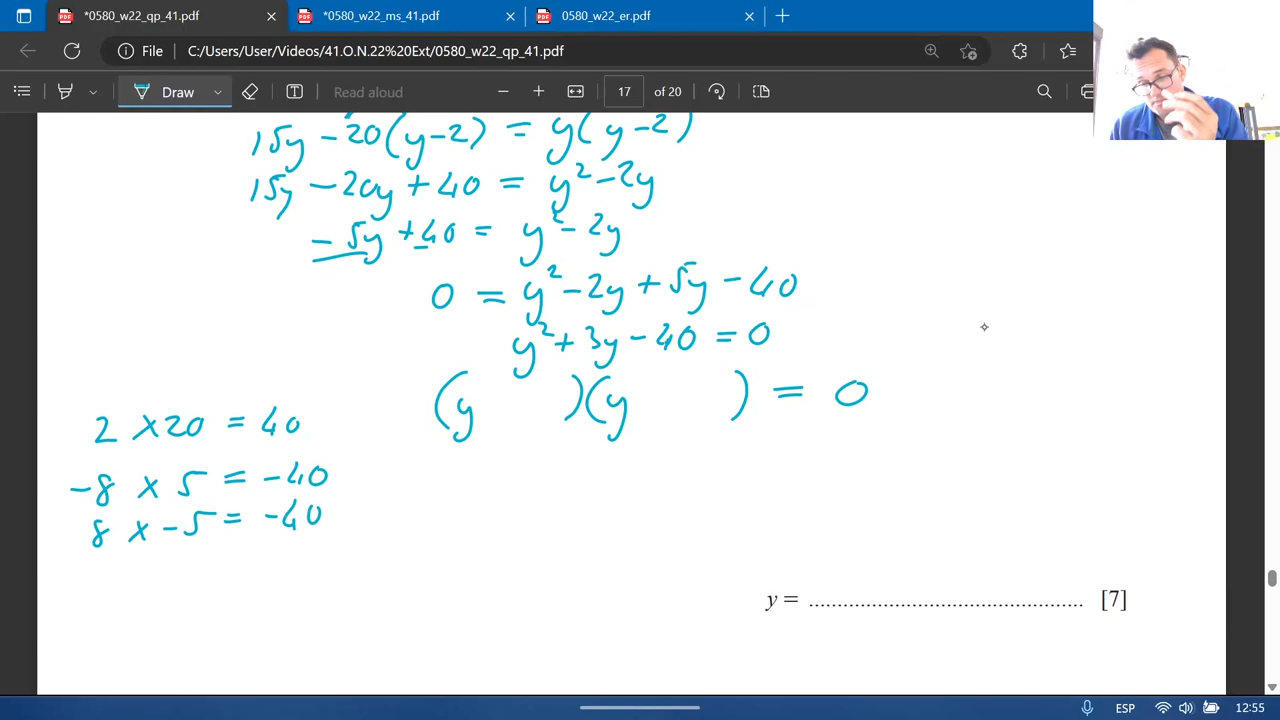 *0580_w22_qp_41.pdf
*0580_w22_ms_41.pdf
0580_w22_er.pdf
File
C:/Users/User/Videos/41.O.N.22%20Ext/0580_w22_qp_41.pdf
Draw
Read aloud
17 of 20
15y - 20(y-2) = y(y-2)
15y - 20y + 40 = y² - 2y
- 5y + 40 = y² - 2y
0 = y² - 2y + 5y - 40
y² + 3y - 40 = 0
(y )(y ) = 0
2 × 20 = 40
-8 × 5 = -40
8 × -5 = -40
y = ............................................... [7]
ESP
12:55